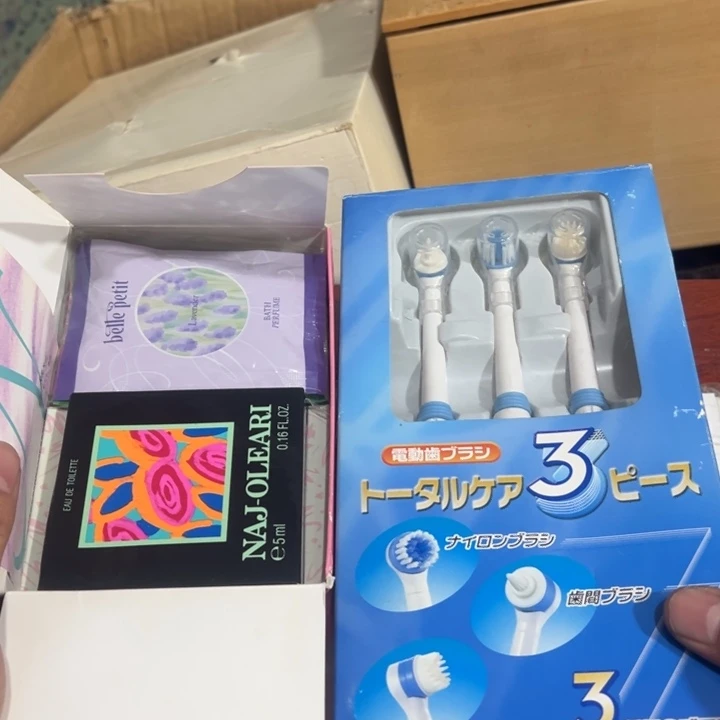 belle petit
Lavender
BATH
PERFUME
EAU DE TOILETTE
NAJ-OLEARI
℮5ml
0.16 FL.OZ.
電動歯ブラシ
トータルケア3ピース
ナイロンブラシ
歯間ブラシ
3